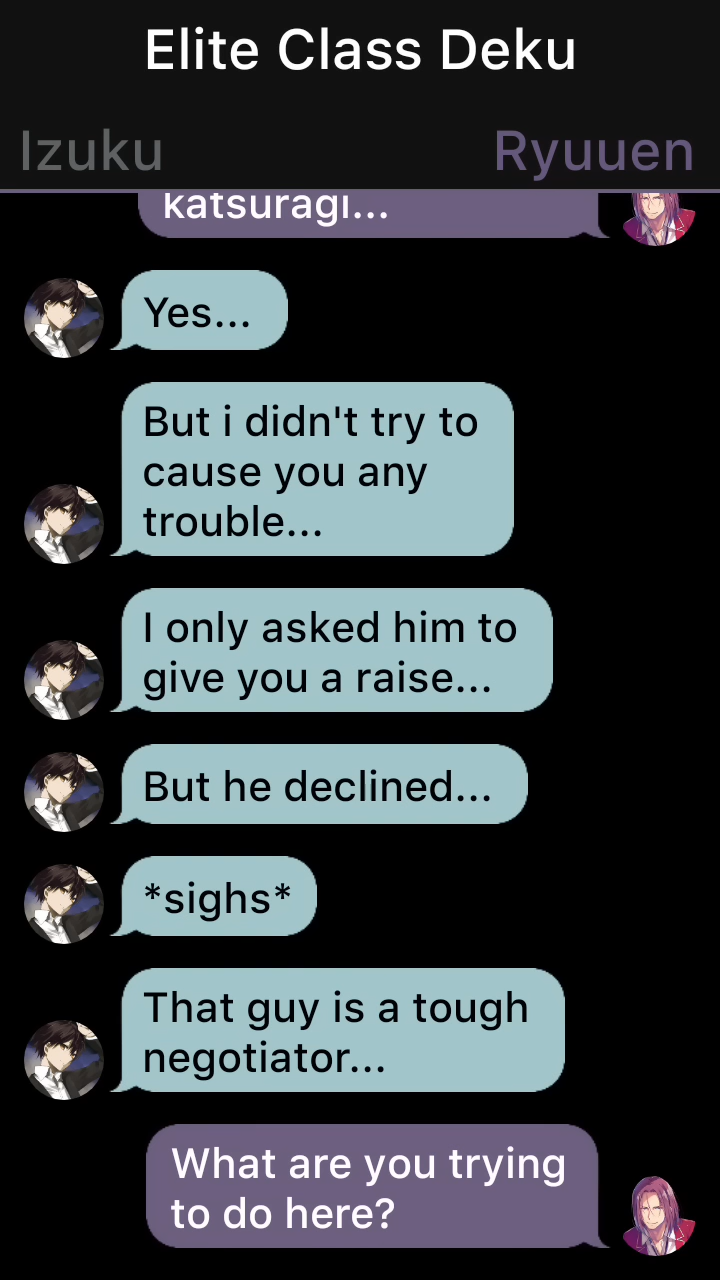 Elite Class Deku
Izuku
Ryuuen
katsuragi...
Yes...
But i didn't try to
cause you any
trouble...
I only asked him to
give you a raise...
But he declined...
*sighs*
That guy is a tough
negotiator...
What are you trying
to do here?